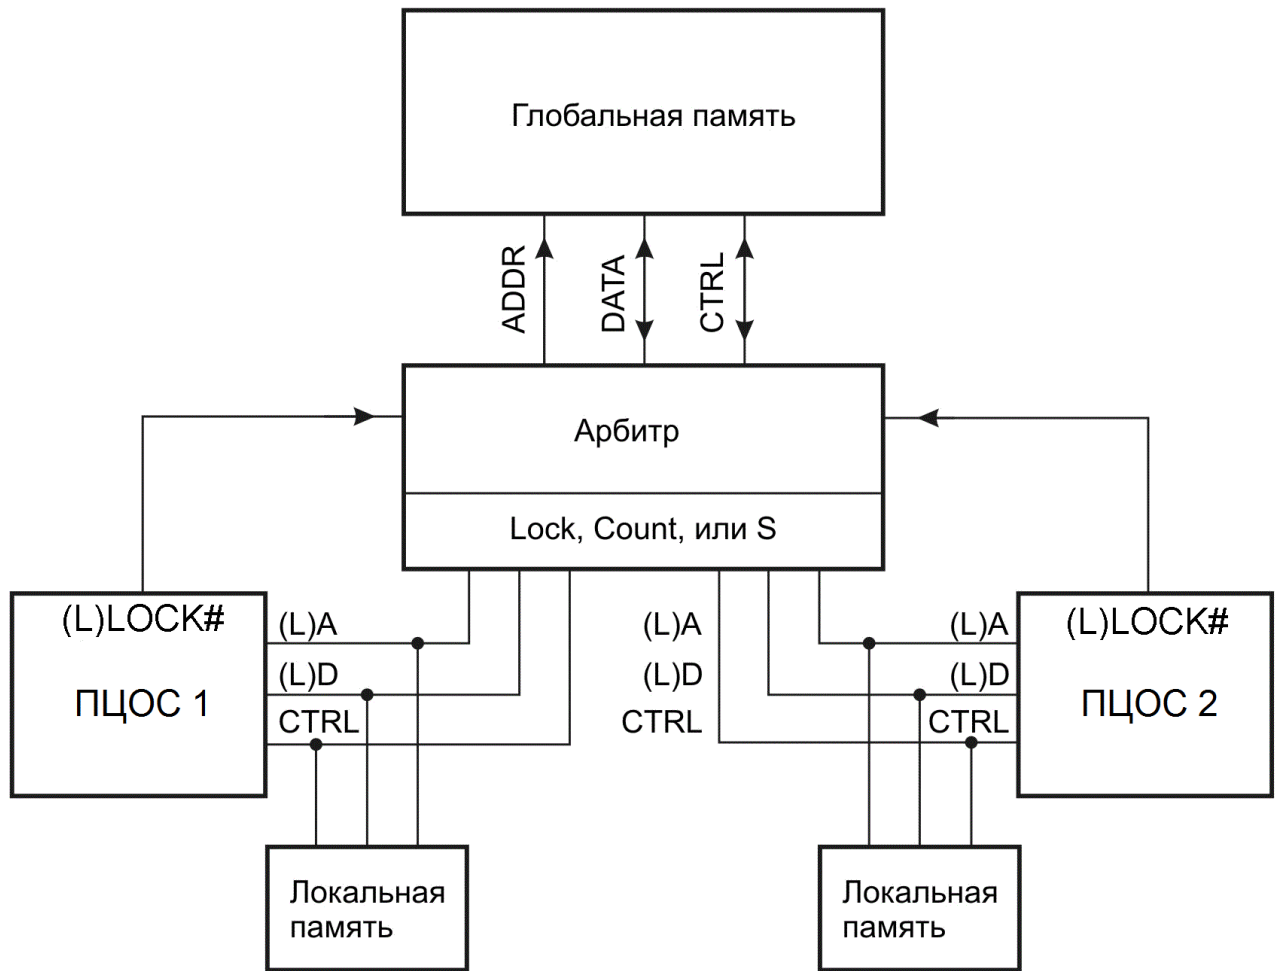 Глобальная память
ADDR
DATA
CTRL
Арбитр
Lock, Count, или S
(L)LOCK#
ПЦОС 1
(L)A
(L)D
CTRL
(L)A
(L)D
CTRL
(L)A
(L)D
CTRL
(L)LOCK#
ПЦОС 2
Локальная
память
Локальная
память